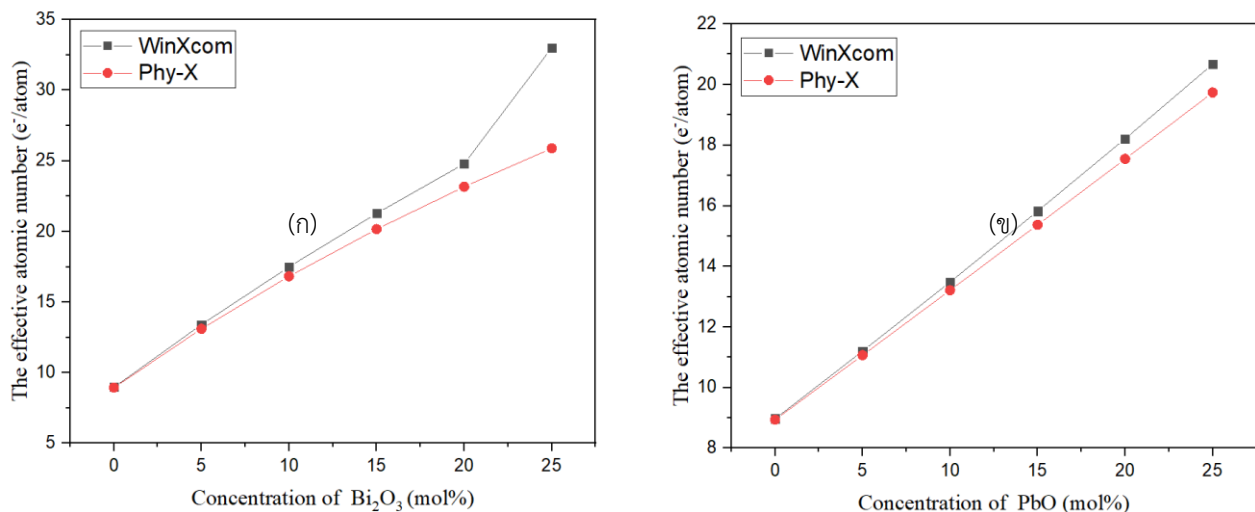 35
30
25
20
15
10
5
The effective atomic number (e⁻/atom)
WinXcom
Phy-X
(ก)
0 5 10 15 20 25
Concentration of Bi₂O₃ (mol%)
22
20
18
16
14
12
10
8
The effective atomic number (e⁻/atom)
WinXcom
Phy-X
(ข)
0 5 10 15 20 25
Concentration of PbO (mol%)